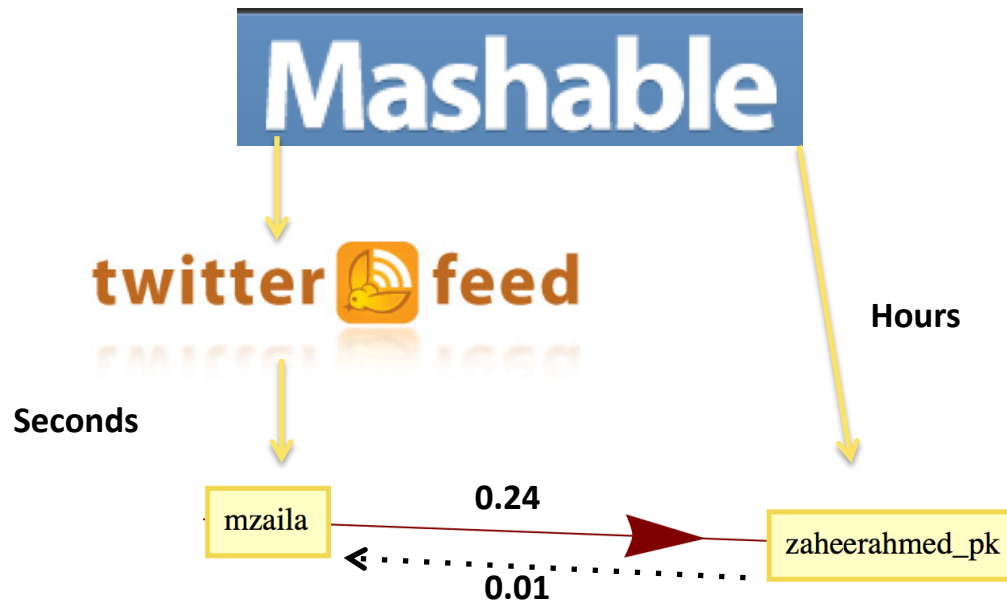 Mashable
twitter feed
Hours
Seconds
0.24
mzaila
zaheerahmed_pk
0.01